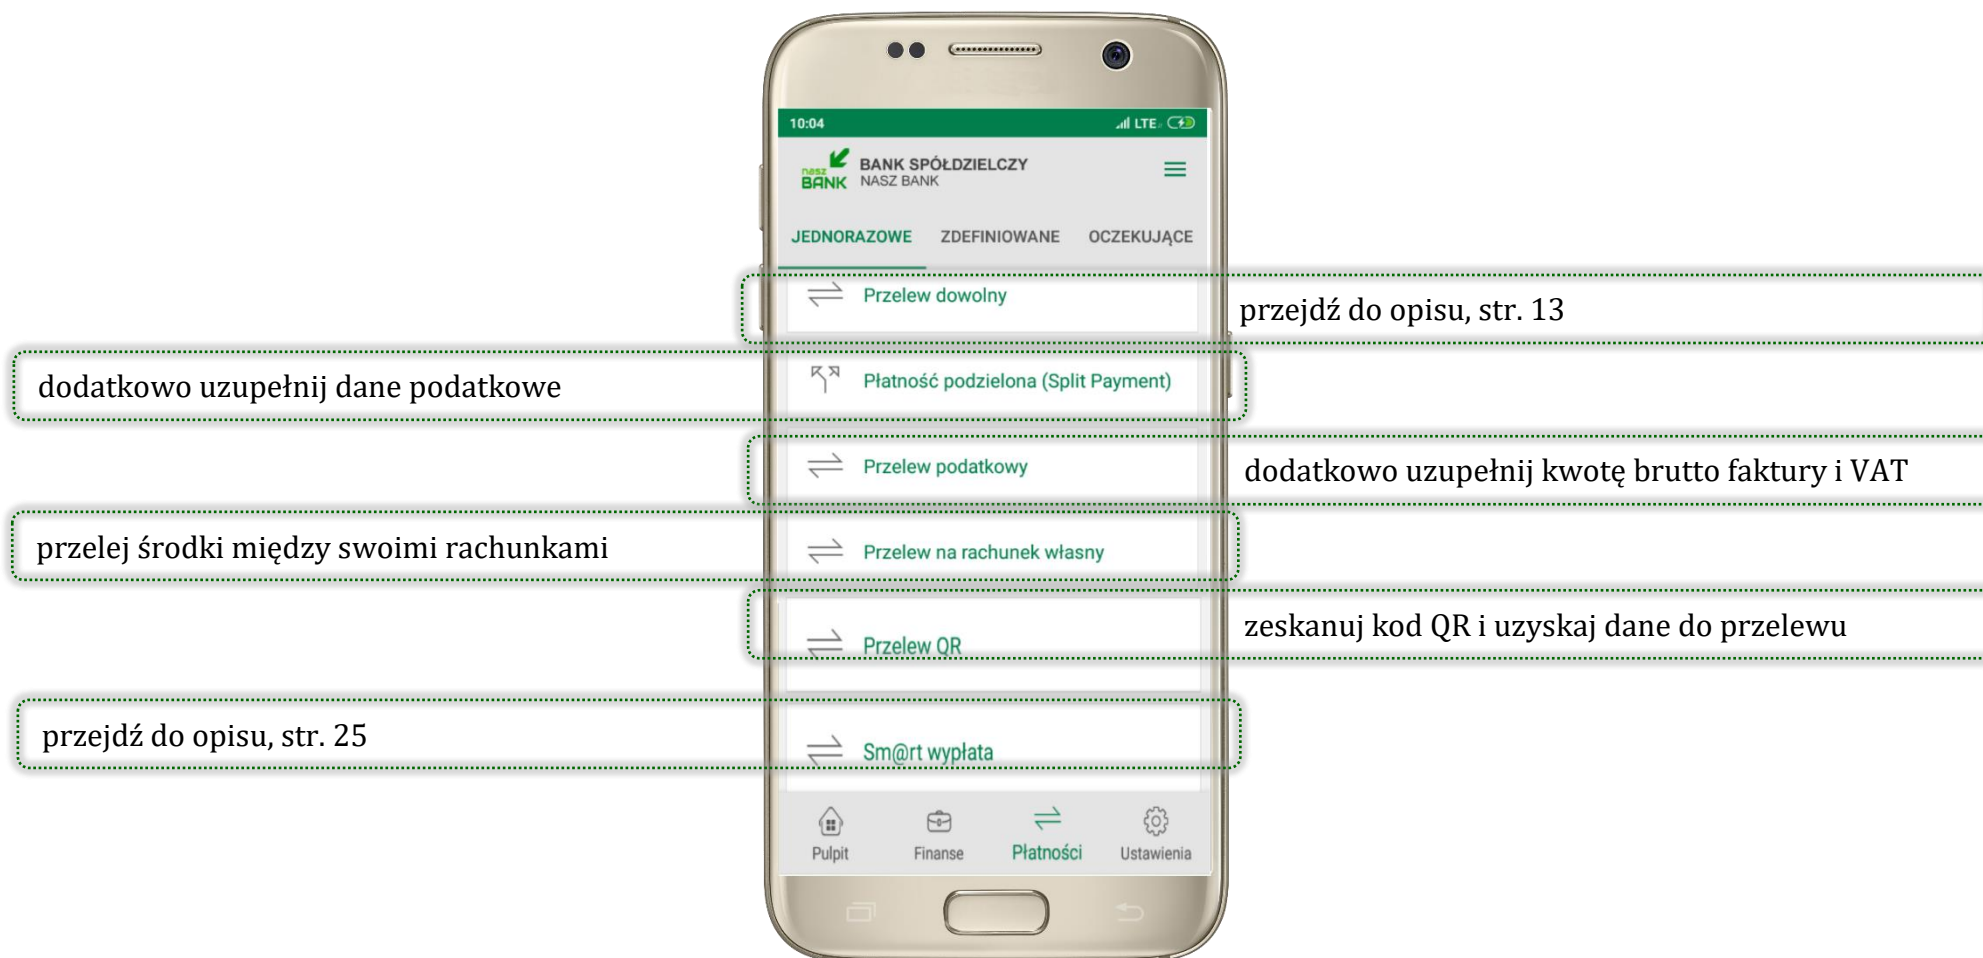 10:04 LTE
nasz BANK
BANK SPÓŁDZIELCZY
NASZ BANK
JEDNORAZOWE ZDEFINIOWANE OCZEKUJĄCE
Przelew dowolny
przejdź do opisu, str. 13
dodatkowo uzupełnij dane podatkowe
Płatność podzielona (Split Payment)
Przelew podatkowy
dodatkowo uzupełnij kwotę brutto faktury i VAT
przelej środki między swoimi rachunkami
Przelew na rachunek własny
Przelew QR
zeskanuj kod QR i uzyskaj dane do przelewu
przejdź do opisu, str. 25
Sm@rt wypłata
Pulpit Finanse Płatności Ustawienia